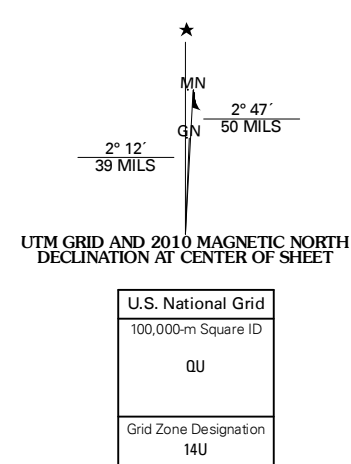 ★
MN
GN
2° 47´
50 MILS
2° 12´
39 MILS
UTM GRID AND 2010 MAGNETIC NORTH
DECLINATION AT CENTER OF SHEET
U.S. National Grid
100,000-m Square ID
QU
Grid Zone Designation
14U